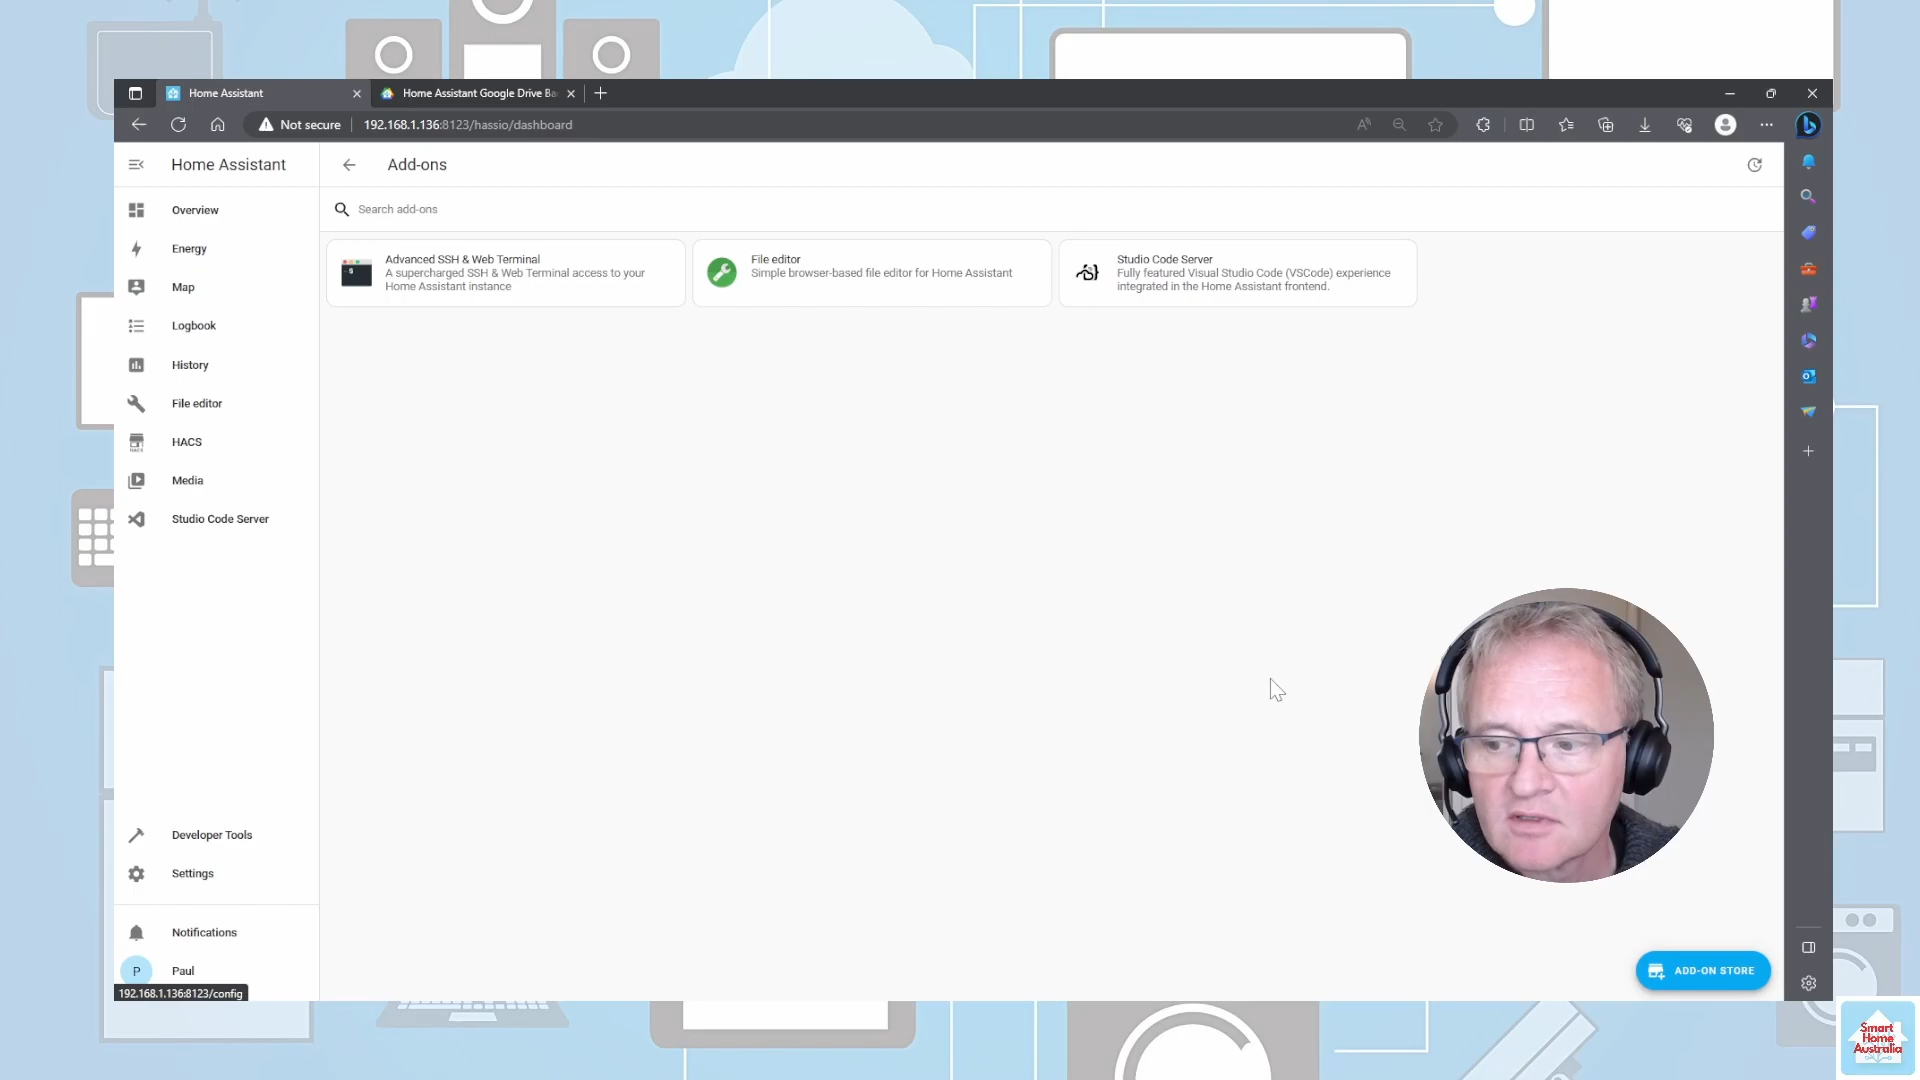 Home Assistant
Home Assistant Google Drive Ba
Not secure
192.168.1.136:8123/hassio/dashboard
Home Assistant
Add-ons
Overview
Search add-ons
Energy
Advanced SSH & Web Terminal
A supercharged SSH & Web Terminal access to your
Home Assistant instance
File editor
Simple browser-based file editor for Home Assistant
Studio Code Server
Fully featured Visual Studio Code (VSCode) experience
integrated in the Home Assistant frontend.
Map
Logbook
History
File editor
HACS
Media
Studio Code Server
Developer Tools
Settings
Notifications
P
Paul
192.168.1.136:8123/config
ADD-ON STORE
Smart
Home
Australia